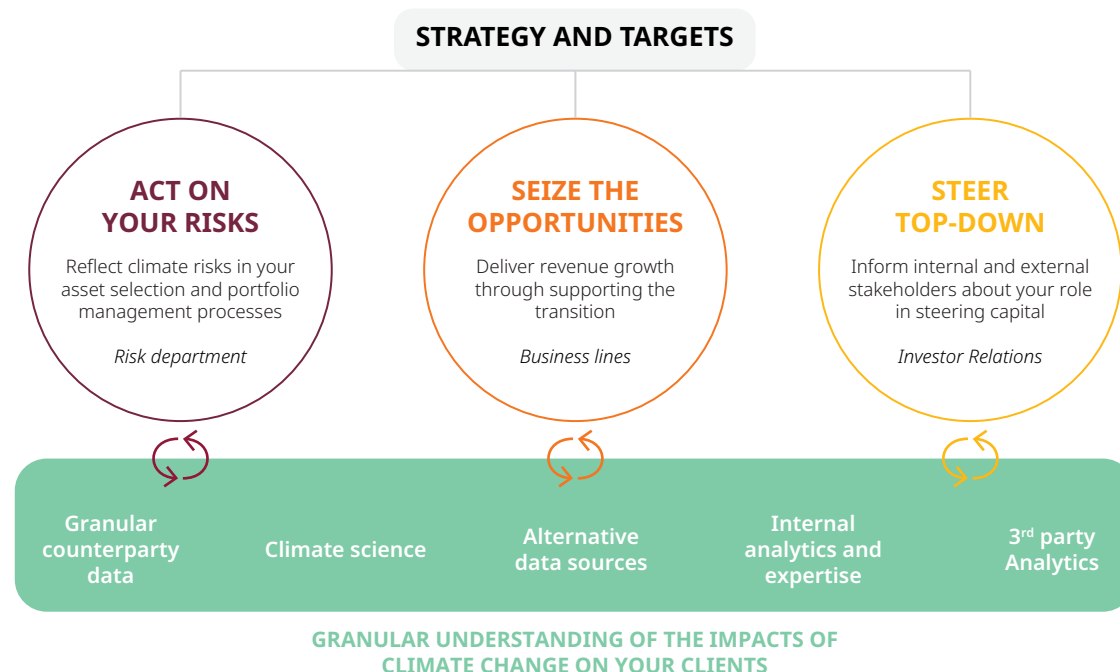 STRATEGY AND TARGETS
ACT ON
YOUR RISKS
Reflect climate risks in your
asset selection and portfolio
management processes
Risk department
SEIZE THE
OPPORTUNITIES
Deliver revenue growth
through supporting the
transition
Business lines
STEER
TOP-DOWN
Inform internal and external
stakeholders about your role
in steering capital
Investor Relations
Granular
counterparty
data
Climate science
Alternative
data sources
Internal
analytics and
expertise
3rd party
Analytics
GRANULAR UNDERSTANDING OF THE IMPACTS OF
CLIMATE CHANGE ON YOUR CLIENTS